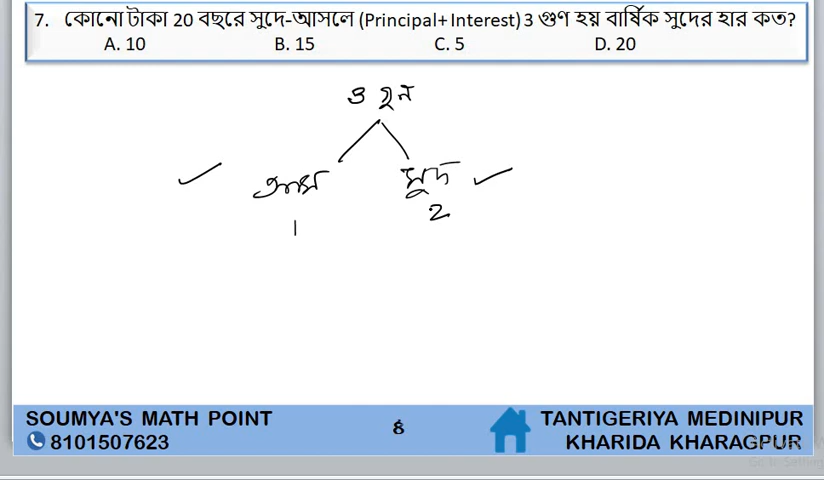 7. কোনো টাকা 20 বছরে সুদে-আসলে (Principal+ Interest) 3 গুণ হয় বার্ষিক সুদের হার কত?
A. 10 B. 15 C. 5 D. 20
৩ গুন
আসল সুদ
1 2
SOUMYA'S MATH POINT
8101507623
8
TANTIGERIYA MEDINIPUR
KHARIDA KHARAGPUR